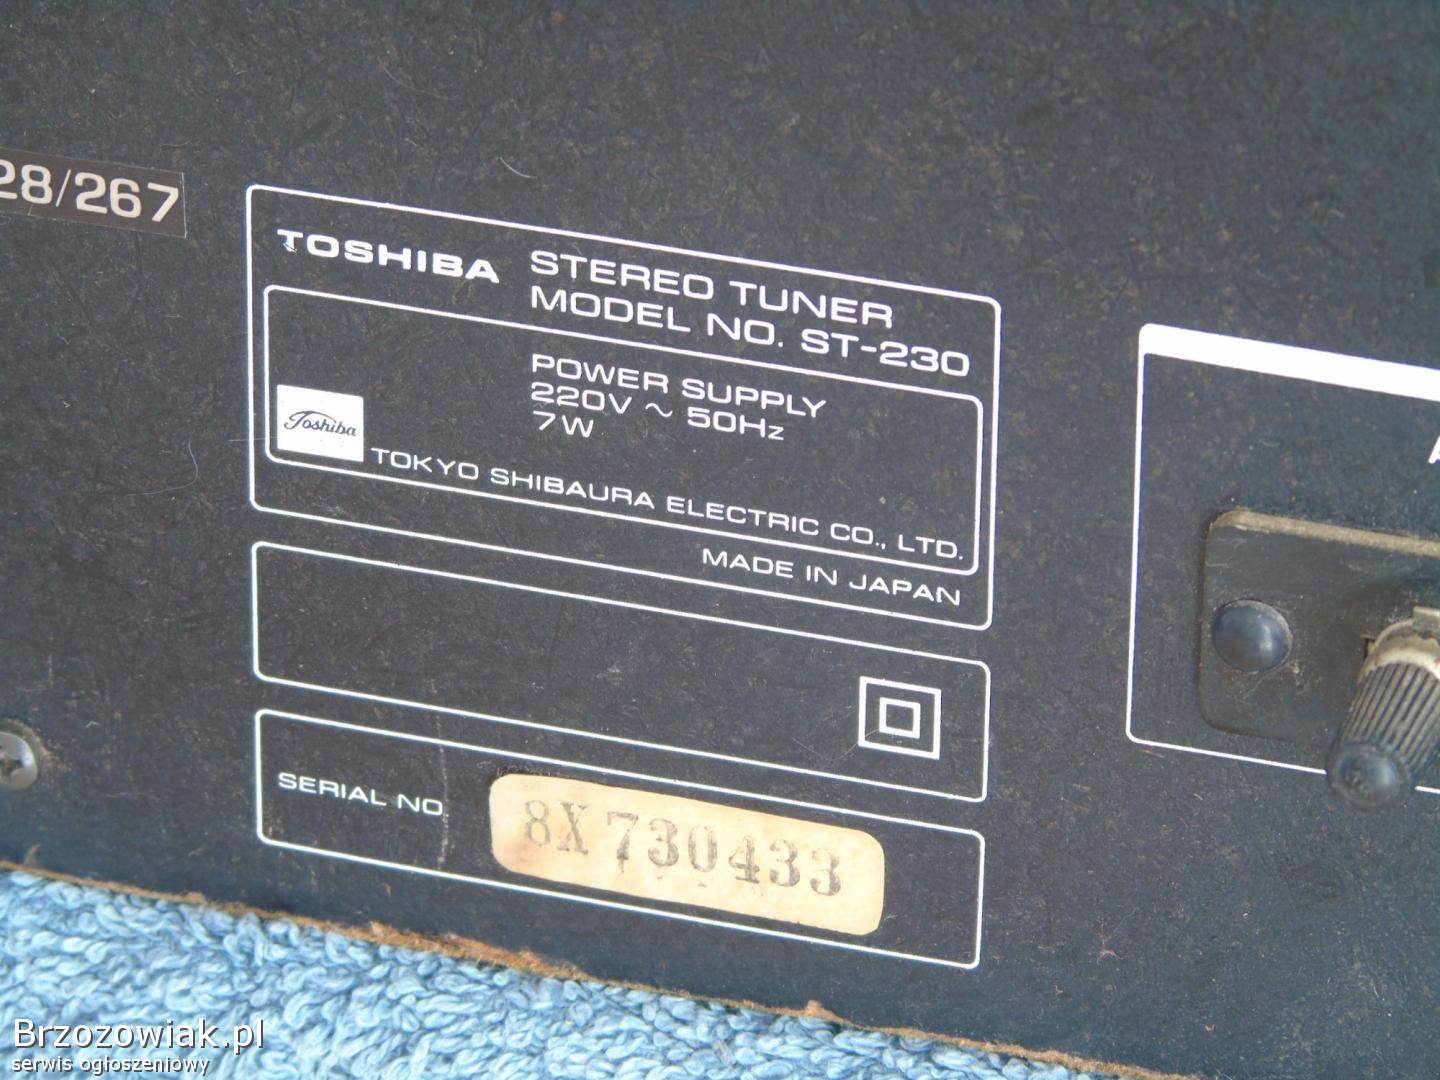 28/267
TOSHIBA STEREO TUNER
MODEL NO. ST-230
POWER SUPPLY
220V ~ 50Hz
7W
Toshiba
TOKYO SHIBAURA ELECTRIC CO., LTD.
MADE IN JAPAN
SERIAL NO
8X730433
Brzozowiak.pl
serwis ogłoszeniowy